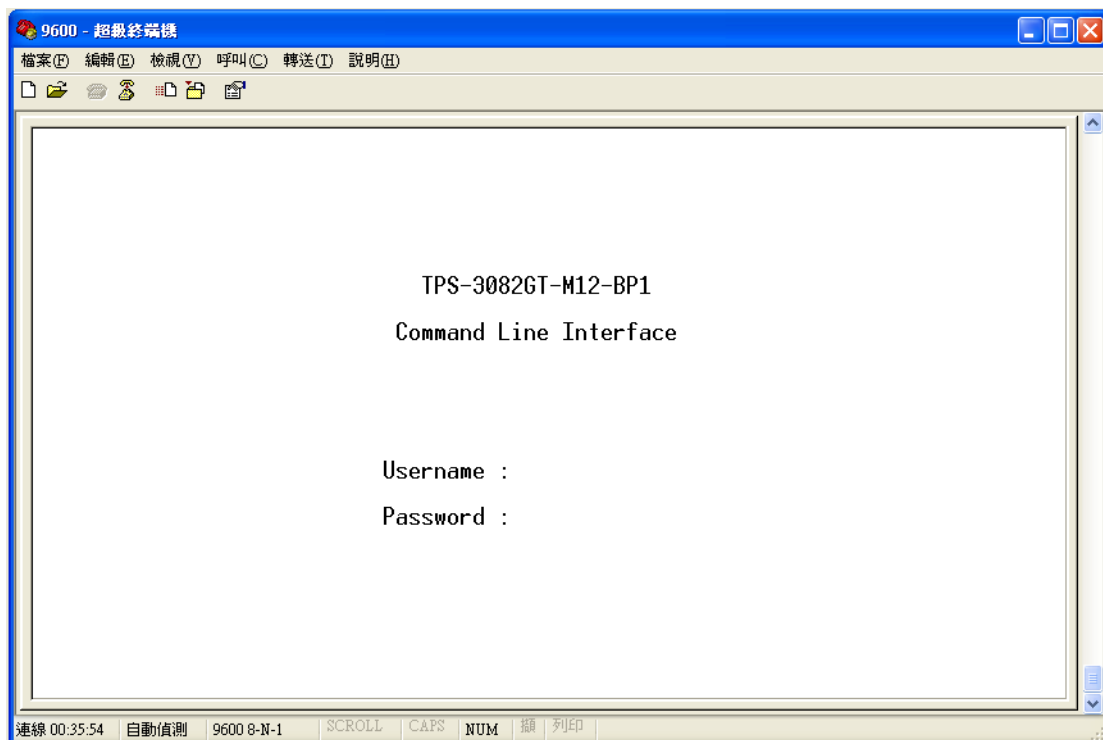 9600 - 超級終端機
檔案(F) 編輯(E) 檢視(V) 呼叫(C) 轉送(T) 說明(H)
TPS-3082GT-M12-BP1
Command Line Interface
Username :
Password :
連線 00:35:54 自動偵測 9600 8-N-1 SCROLL CAPS NUM 擷 列印